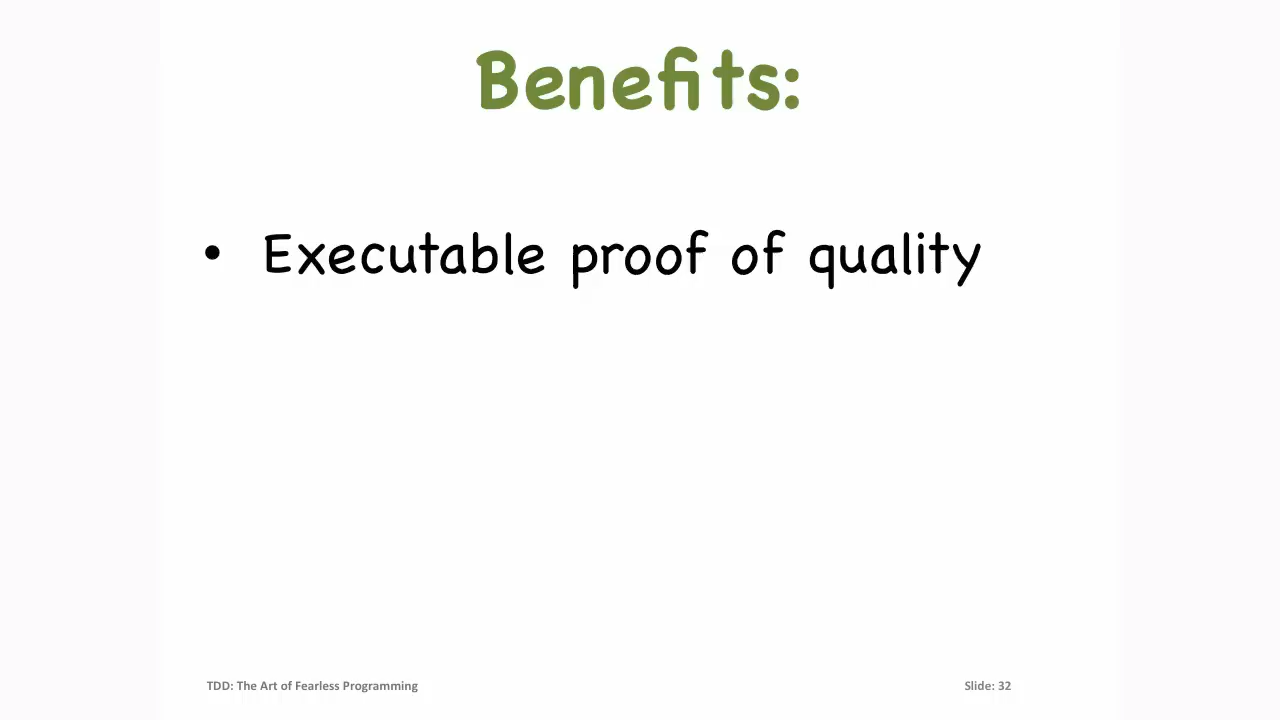 Benefits:
• Executable proof of quality
TDD: The Art of Fearless Programming
Slide: 32